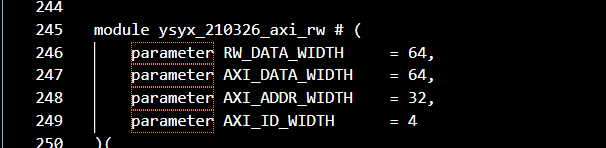 244
245 module ysyx_210326_axi_rw # (
246 parameter RW_DATA_WIDTH = 64,
247 parameter AXI_DATA_WIDTH = 64,
248 parameter AXI_ADDR_WIDTH = 32,
249 parameter AXI_ID_WIDTH = 4
250 )(